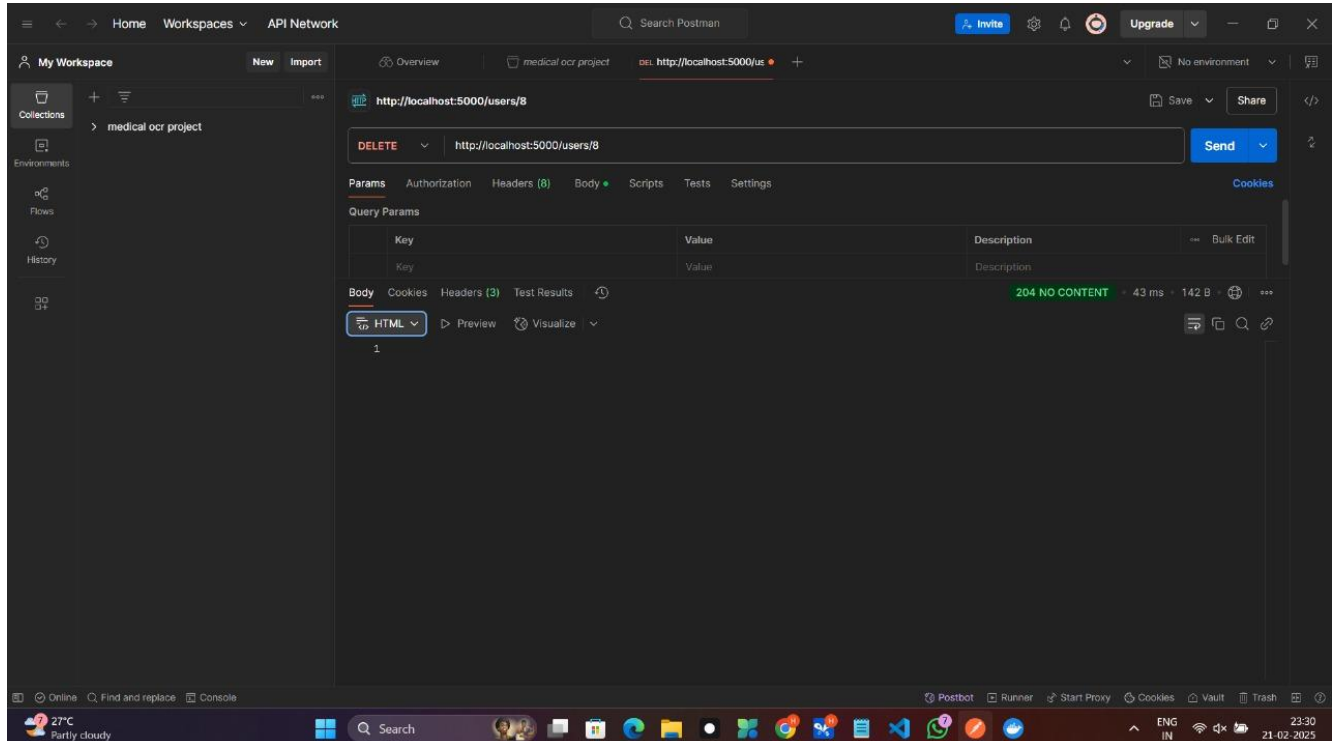 Home Workspaces API Network Search Postman Invite Upgrade
My Workspace New Import Overview medical ocr project DEL http://localhost:5000/us No environment
Collections
medical ocr project
Environments
Flows
History
HTTP http://localhost:5000/users/8 Save Share
DELETE http://localhost:5000/users/8 Send
Params Authorization Headers (8) Body Scripts Tests Settings Cookies
Query Params
Key Value Description Bulk Edit
Key Value Description
Body Cookies Headers (3) Test Results 204 NO CONTENT 43 ms 142 B
HTML Preview Visualize
1
Online Find and replace Console Postbot Runner Start Proxy Cookies Vault Trash
7 27°C
Partly cloudy
Search
7
ENG
IN
23:30
21-02-2025